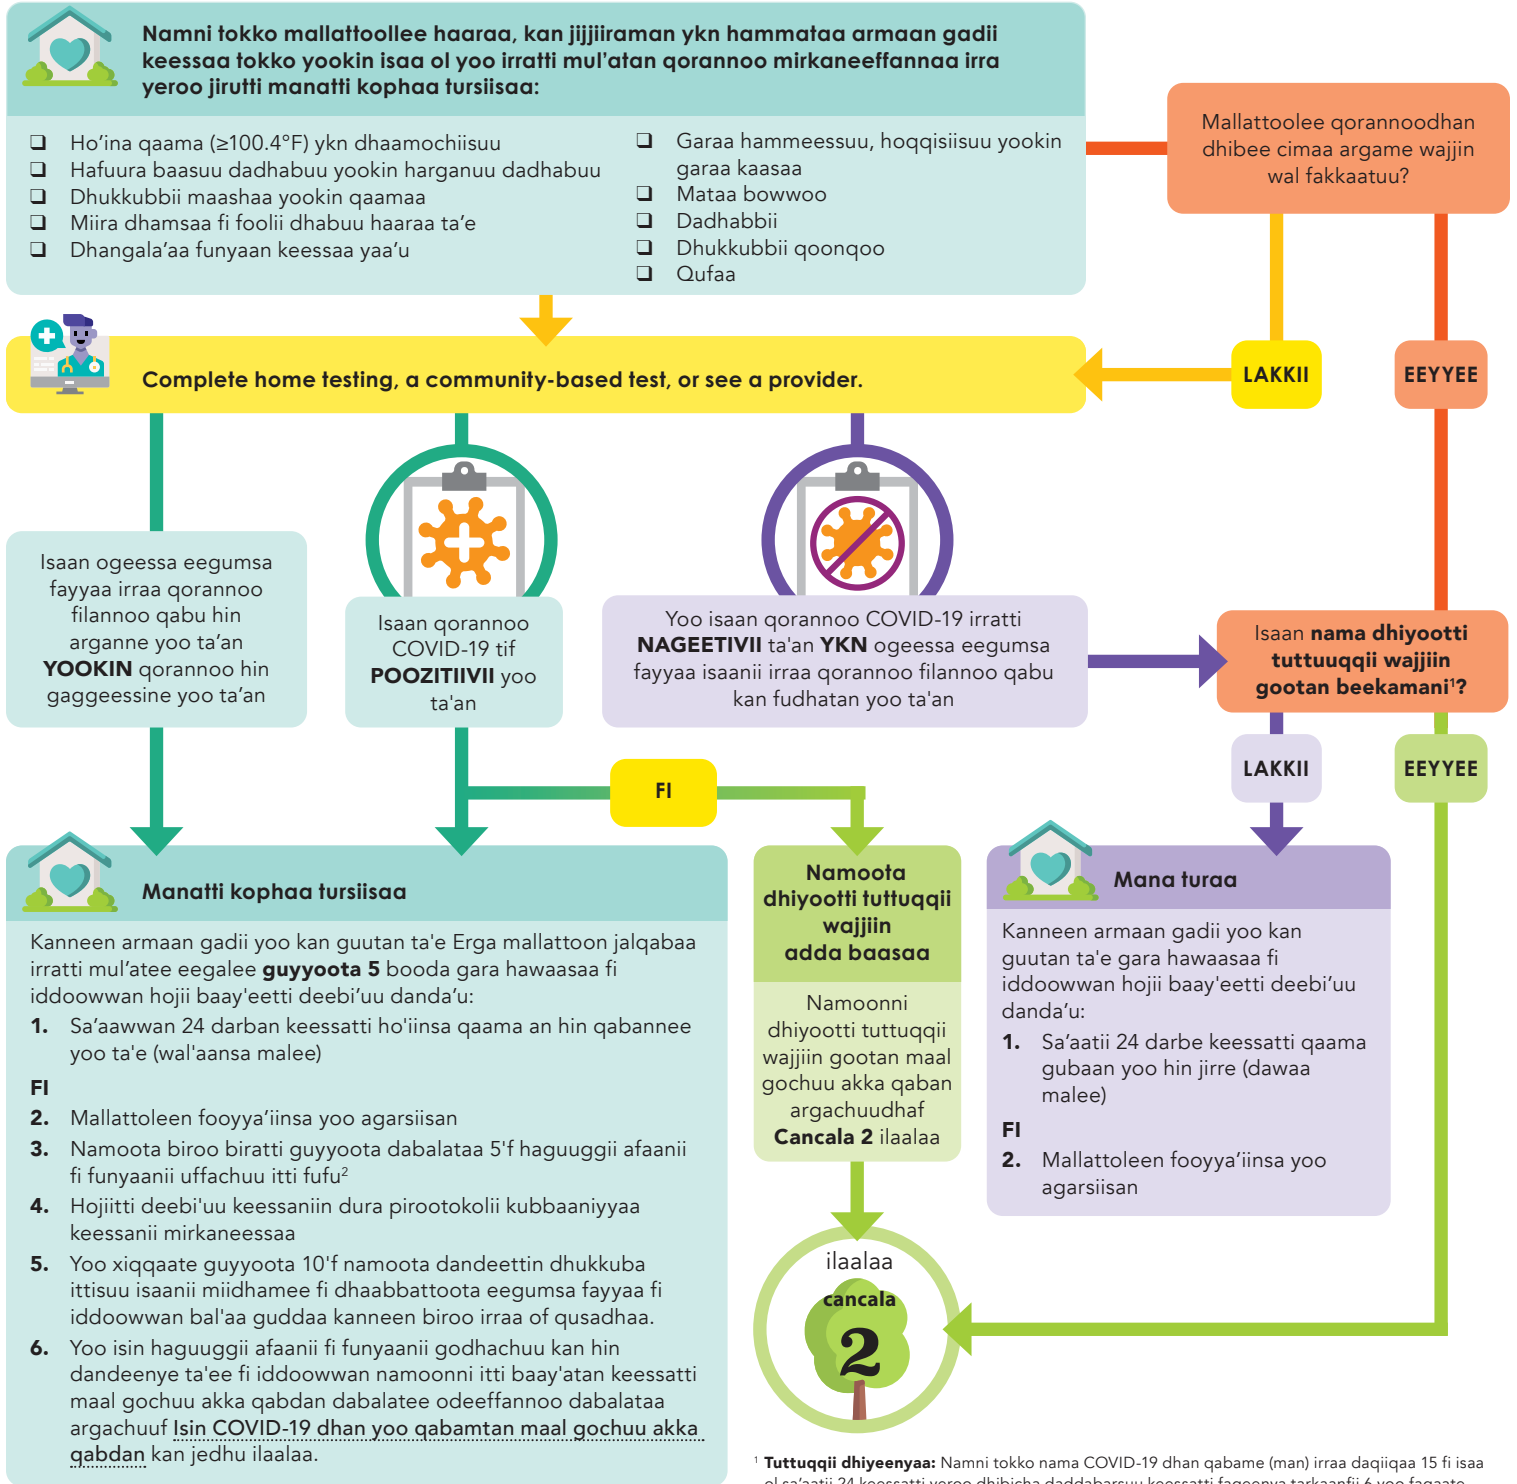 Namni tokko mallattoollee haaraa, kan jijjiiraman ykn hammataa armaan gadii
keessaa tokko yookin isaa ol yoo irratti mul’atan qorannoo mirkaneeffannaa irra
yeroo jirutti manatti kophaa tursiisaa:
❑ Ho’ina qaama (≥100.4°F) ykn dhaamochiisuu
❑ Hafuura baasuu dadhabuu yookin harganuu dadhabuu
❑ Dhukkubbii maashaa yookin qaamaa
❑ Miira dhamsaa fi foolii dhabuu haaraa ta’e
❑ Dhangala’aa funyaan keessaa yaa’u
❑ Garaa hammeessuu, hoqqisiisuu yookin
garaa kaasaa
❑ Mataa bowwoo
❑ Dadhabbii
❑ Dhukkubbii qoonqoo
❑ Qufaa
Mallattoolee qorannoodhan
dhibee cimaa argame wajjin
wal fakkaatuu?
LAKKII
EEYYEE
Complete home testing, a community-based test, or see a provider.
Isaan ogeessa eegumsa
fayyaa irraa qorannoo
filannoo qabu hin
arganne yoo ta’an
YOOKIN qorannoo hin
gaggeessine yoo ta’an
Isaan qorannoo
COVID-19 tif
POOZITIIVII yoo
ta'an
Yoo isaan qorannoo COVID-19 irratti
NAGEETIVII ta'an YKN ogeessa eegumsa
fayyaa isaanii irraa qorannoo filannoo qabu
kan fudhatan yoo ta'an
Isaan nama dhiyootti
tuttuuqqii wajjiin
gootan beekamani¹?
LAKKII
EEYYEE
FI
Manatti kophaa tursiisaa
Kanneen armaan gadii yoo kan guutan ta'e Erga mallattoon jalqabaa
irratti mul’atee eegalee guyyoota 5 booda gara hawaasaa fi
iddoowwan hojii baay'eetti deebi’uu danda’u:
1. Sa’aawwan 24 darban keessatti ho'iinsa qaama an hin qabannee
yoo ta'e (wal'aansa malee)
FI
2. Mallattoleen fooyya’iinsa yoo agarsiisan
3. Namoota biroo biratti guyyoota dabalataa 5'f haguuggii afaanii
fi funyaanii uffachuu itti fufu²
4. Hojiitti deebi'uu keessaniin dura pirootokolii kubbaaniyyaa
keessanii mirkaneessaa
5. Yoo xiqqaate guyyoota 10'f namoota dandeettin dhukkuba
ittisuu isaanii miidhamee fi dhaabbattoota eegumsa fayyaa fi
iddoowwan bal'aa guddaa kanneen biroo irraa of qusadhaa.
6. Yoo isin haguuggii afaanii fi funyaanii godhachuu kan hin
dandeenye ta'ee fi iddoowwan namoonni itti baay'atan keessatti
maal gochuu akka qabdan dabalatee odeeffannoo dabalataa
argachuuf Isin COVID-19 dhan yoo qabamtan maal gochuu akka
qabdan kan jedhu ilaalaa.
Namoota
dhiyootti tuttuqqii
wajjiin
adda baasaa
Namoonni
dhiyootti tuttuqqii
wajjiin gootan maal
gochuu akka qaban
argachuudhaf
Cancala 2 ilaalaa
ilaalaa
cancala
2
Mana turaa
Kanneen armaan gadii yoo kan
guutan ta'e gara hawaasaa fi
iddoowwan hojii baay'eetti deebi’uu
danda’u:
1. Sa’aatii 24 darbe keessatti qaama
gubaan yoo hin jirre (dawaa
malee)
FI
2. Mallattoleen fooyya’iinsa yoo
agarsiisan
¹ Tuttuqqii dhiyeenyaa: Namni tokko nama COVID-19 dhan qabame (man) irraa daqiiqaa 15 fi isaa
ol sa’aatii 24 keessatti yeroo dhibicha daddabarsuu keessatti fageenya tarkaanfii 6 yoo fagaate